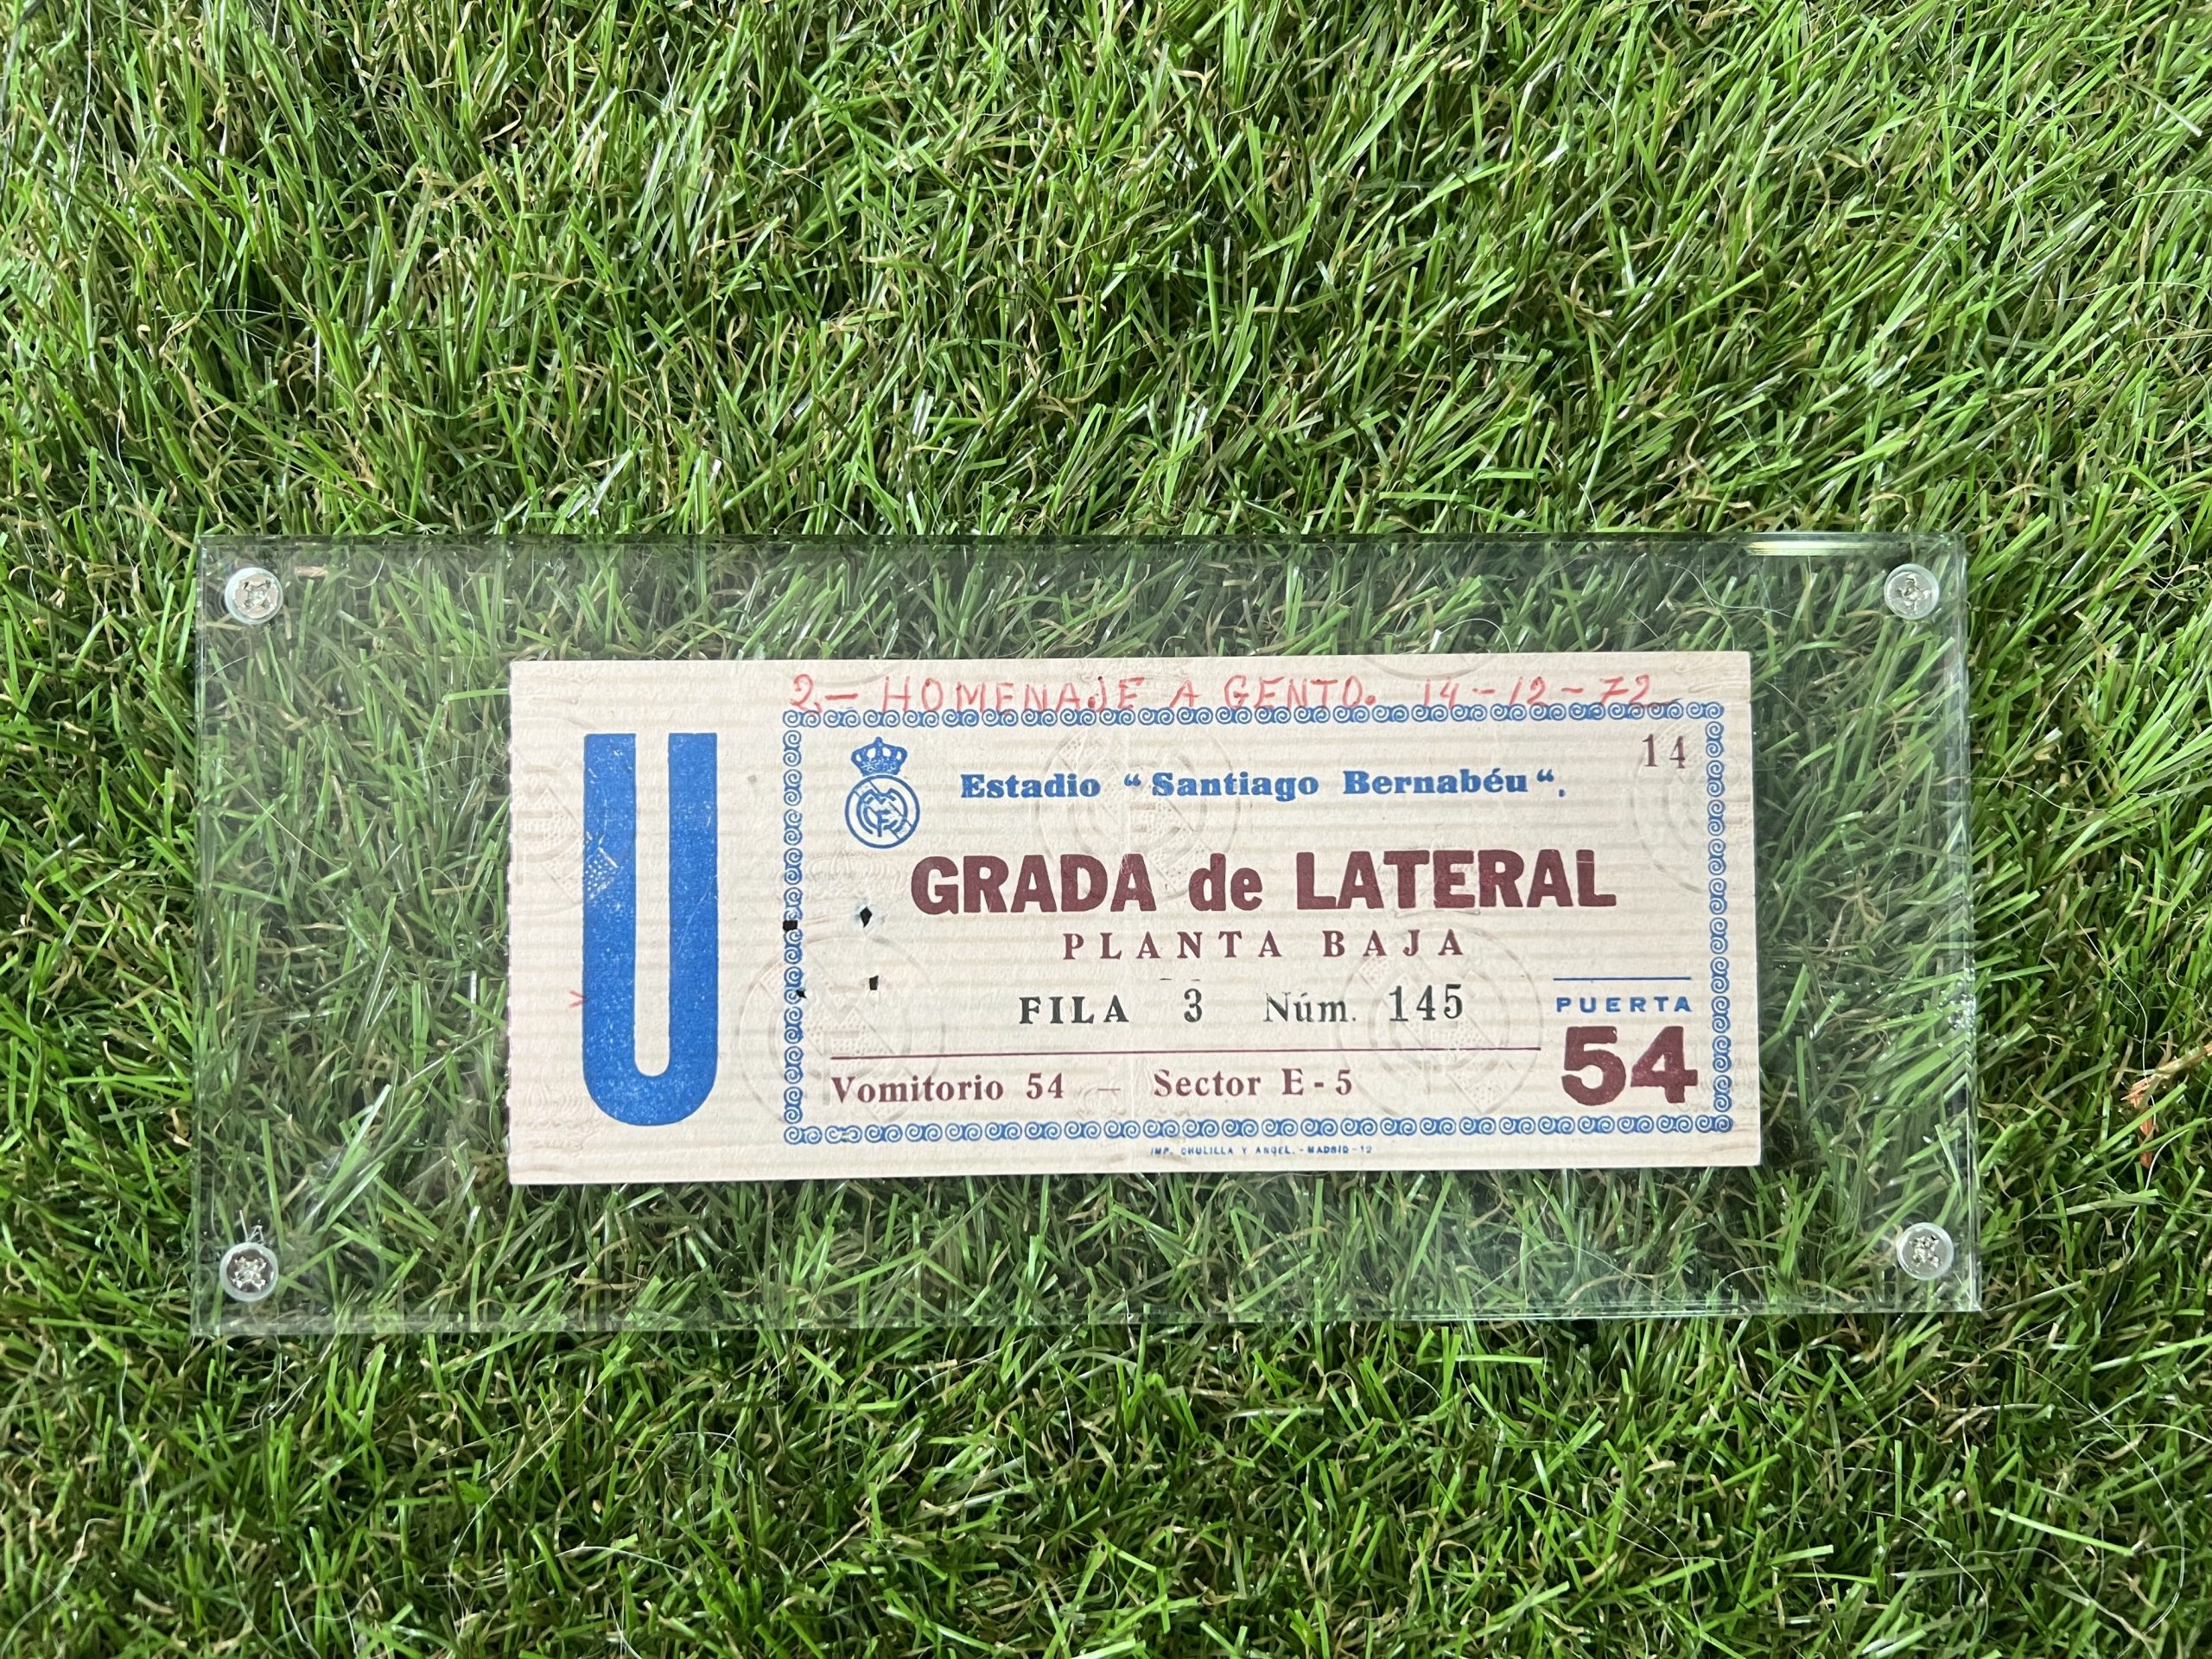 2.- HOMENAJE A GENTO. 14-12-72
U
14
Estadio “Santiago Bernabéu“.
GRADA de LATERAL
PLANTA BAJA
FILA 3 Núm. 145
PUERTA
54
Vomitorio 54 — Sector E-5
IMP. CHULILLA Y ANGEL.-MADRID-12